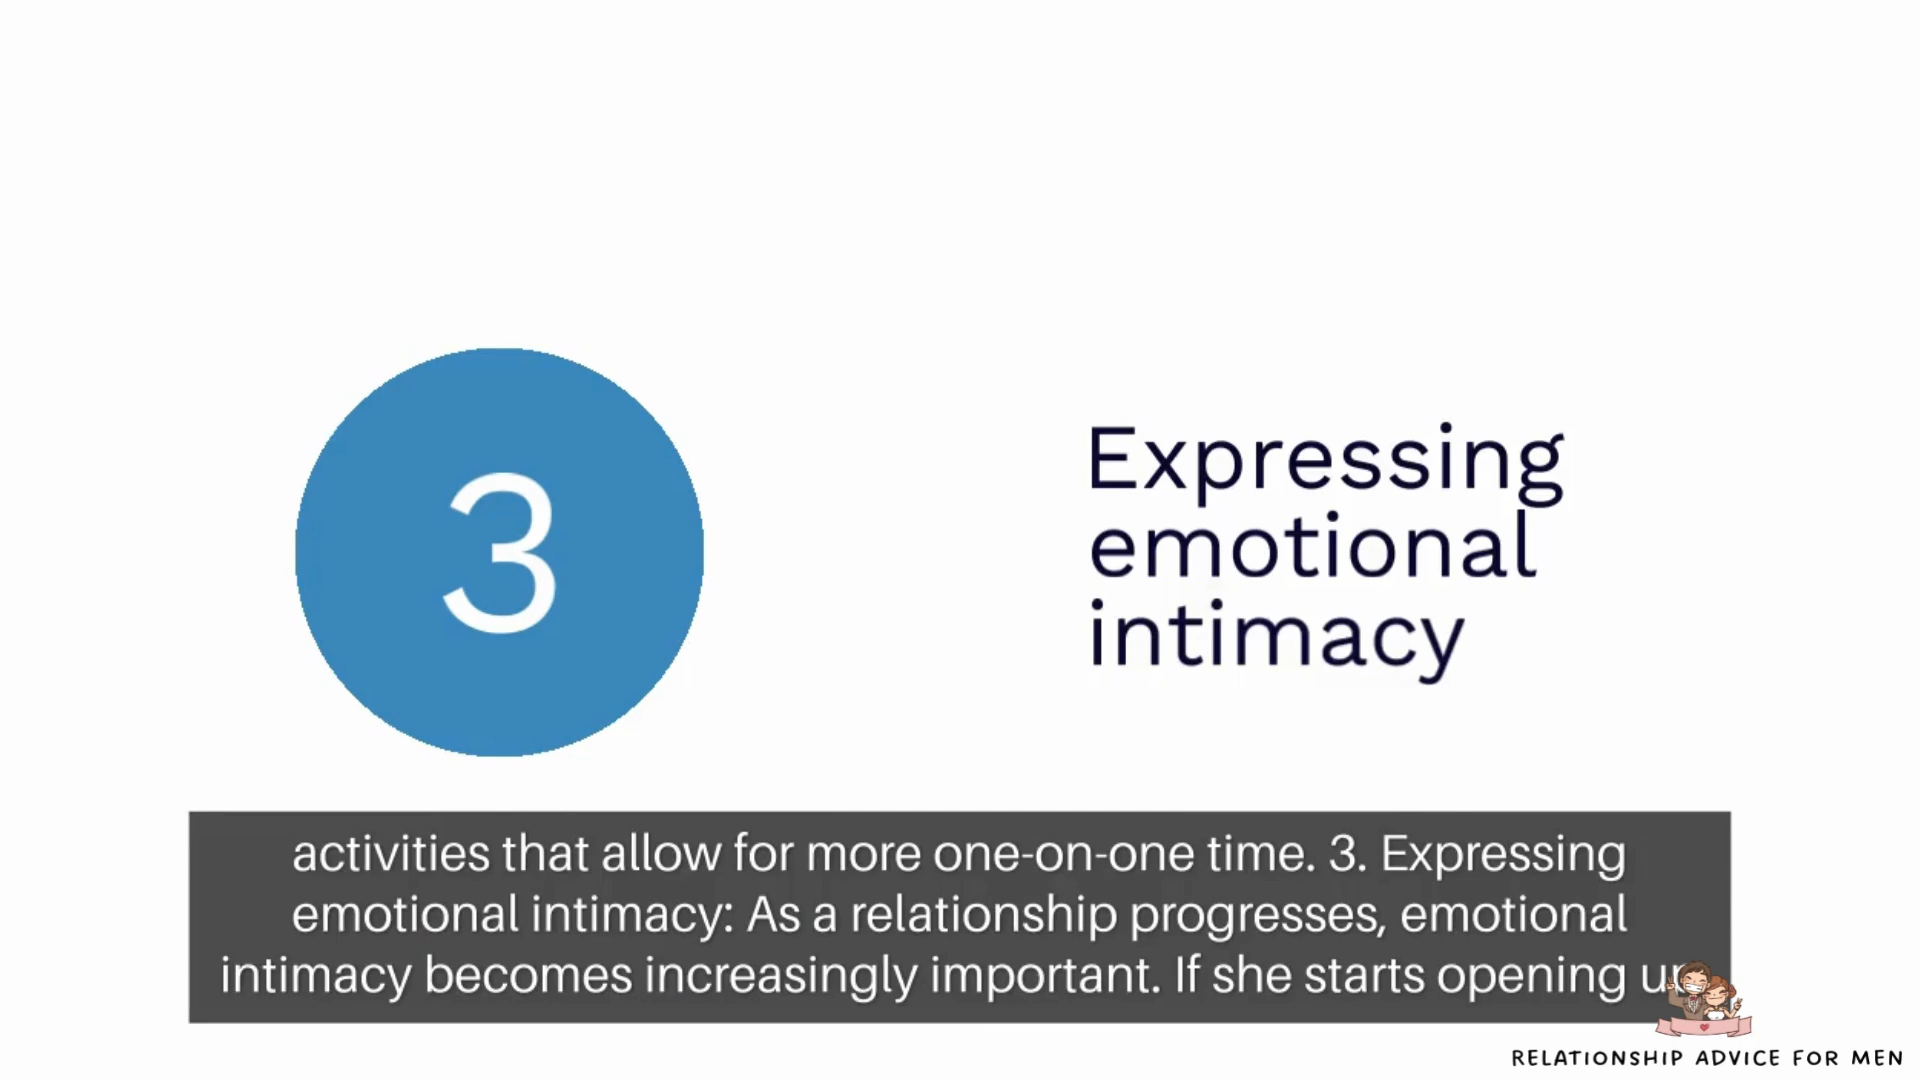 3
Expressing
emotional
intimacy
activities that allow for more one-on-one time. 3. Expressing
emotional intimacy: As a relationship progresses, emotional
intimacy becomes increasingly important. If she starts opening
RELATIONSHIP ADVICE FOR MEN